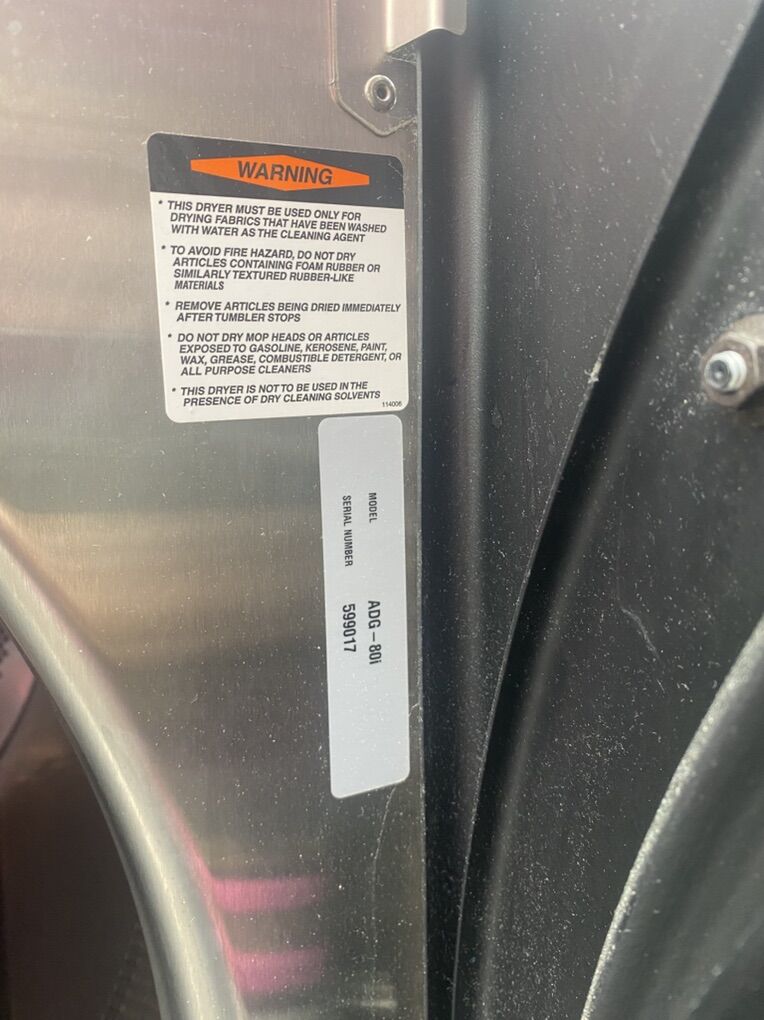 WARNING
* THIS DRYER MUST BE USED ONLY FOR
DRYING FABRICS THAT HAVE BEEN WASHED
WITH WATER AS THE CLEANING AGENT
* TO AVOID FIRE HAZARD, DO NOT DRY
ARTICLES CONTAINING FOAM RUBBER OR
SIMILARLY TEXTURED RUBBER-LIKE
MATERIALS
* REMOVE ARTICLES BEING DRIED IMMEDIATELY
AFTER TUMBLER STOPS
* DO NOT DRY MOP HEADS OR ARTICLES
EXPOSED TO GASOLINE, KEROSENE, PAINT,
WAX, GREASE, COMBUSTIBLE DETERGENT, OR
ALL PURPOSE CLEANERS
* THIS DRYER IS NOT TO BE USED IN THE
PRESENCE OF DRY CLEANING SOLVENTS
114006
MODEL ADG – 80i
SERIAL NUMBER 599017